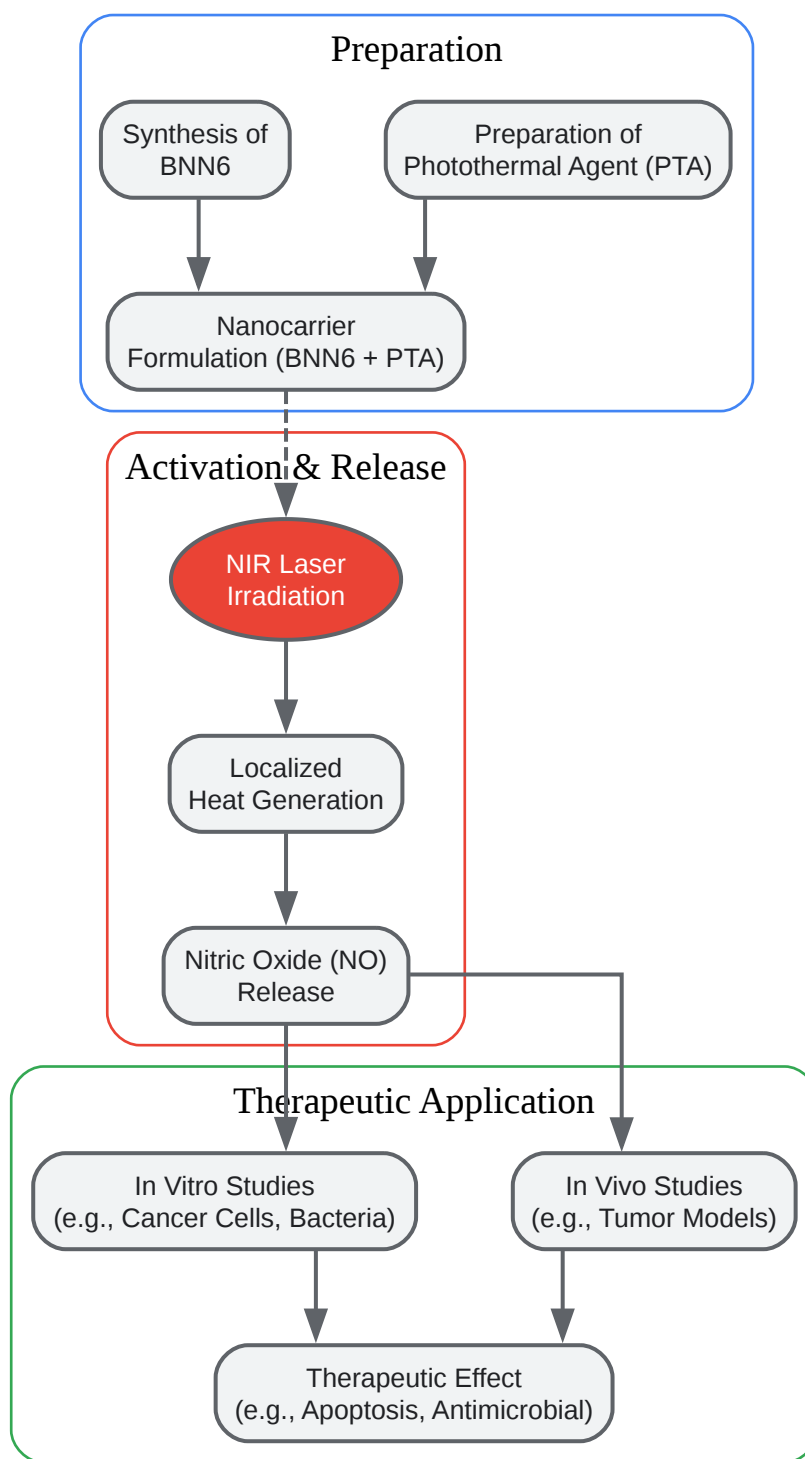 Preparation
Synthesis of
BNN6
Preparation of
Photothermal Agent (PTA)
Nanocarrier
Formulation (BNN6 + PTA)
Activation & Release
NIR Laser
Irradiation
Localized
Heat Generation
Nitric Oxide (NO)
Release
Therapeutic Application
In Vitro Studies
(e.g., Cancer Cells, Bacteria)
In Vivo Studies
(e.g., Tumor Models)
Therapeutic Effect
(e.g., Apoptosis, Antimicrobial)